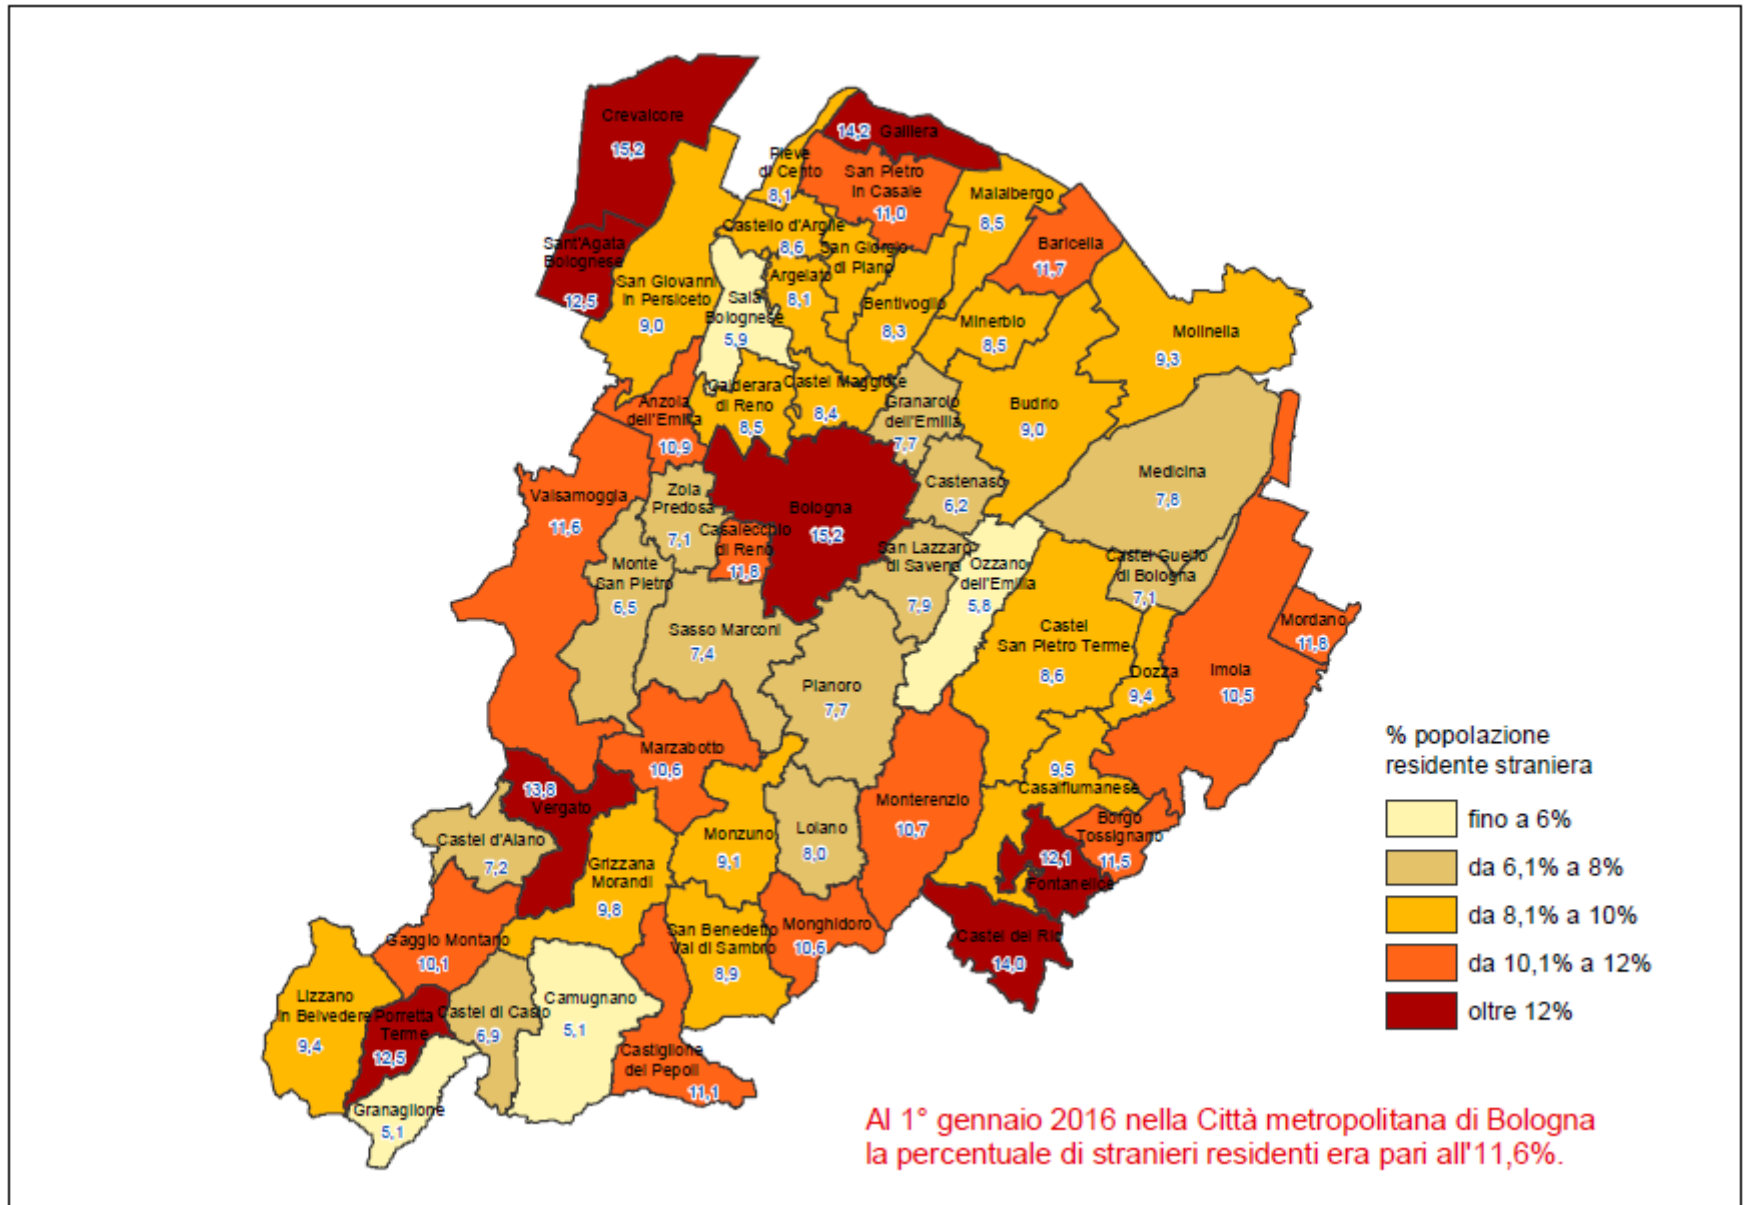 Crevalcore
15,2
14,2 Galliera
Pieve
di Cento
8,1
San Pietro
in Casale
11,0
Malalbergo
8,5
Castello d'Argile
8,6
San Giorgio
di Piano
Baricella
11,7
Sant'Agata
Bolognese
12,5
San Giovanni
in Persiceto
9,0
Sala
Bolognese
5,9
Argelato
8,1
Bentivoglio
8,3
Minerbio
8,5
Molinella
9,3
Anzola
dell'Emilia
10,9
Calderara
di Reno
8,5
Castel Maggiore
8,4
Granarolo
dell'Emilia
7,7
Budrio
9,0
Valsamoggia
11,6
Zola
Predosa
7,1
Casalecchio
di Reno
11,8
Bologna
15,2
Castenaso
6,2
Medicina
7,8
Monte
San Pietro
6,5
San Lazzaro
di Savena
7,9
Ozzano
dell'Emilia
5,8
Castel Guelfo
di Bologna
7,1
Sasso Marconi
7,4
Pianoro
7,7
Castel
San Pietro Terme
8,6
Dozza
9,4
Imola
10,5
Mordano
11,8
Marzabotto
10,6
13,8
Vergato
Monterenzio
10,7
9,5
Casalfiumanese
Castel d'Aiano
7,2
Grizzana
Morandi
9,8
Monzuno
9,1
Loiano
8,0
Borgo
Tossignano
11,5
12,1
Fontanelice
Gaggio Montano
10,1
San Benedetto
Val di Sambro
8,9
Monghidoro
10,6
Castel del Rio
14,0
Lizzano
in Belvedere
9,4
Porretta
Terme
12,5
Castel di Casio
6,9
Camugnano
5,1
Castiglione
dei Pepoli
11,1
Granaglione
5,1
% popolazione
residente straniera
fino a 6%
da 6,1% a 8%
da 8,1% a 10%
da 10,1% a 12%
oltre 12%
Al 1° gennaio 2016 nella Città metropolitana di Bologna
la percentuale di stranieri residenti era pari all'11,6%.